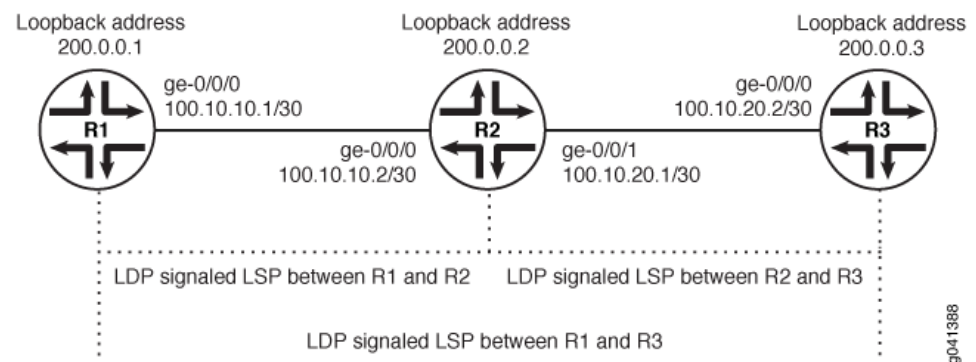 Loopback address
200.0.0.1
Loopback address
200.0.0.2
Loopback address
200.0.0.3
ge-0/0/0
100.10.10.1/30
ge-0/0/0
100.10.20.2/30
R1
R2
R3
ge-0/0/0
100.10.10.2/30
ge-0/0/1
100.10.20.1/30
LDP signaled LSP between R1 and R2
LDP signaled LSP between R2 and R3
LDP signaled LSP between R1 and R3
g041388